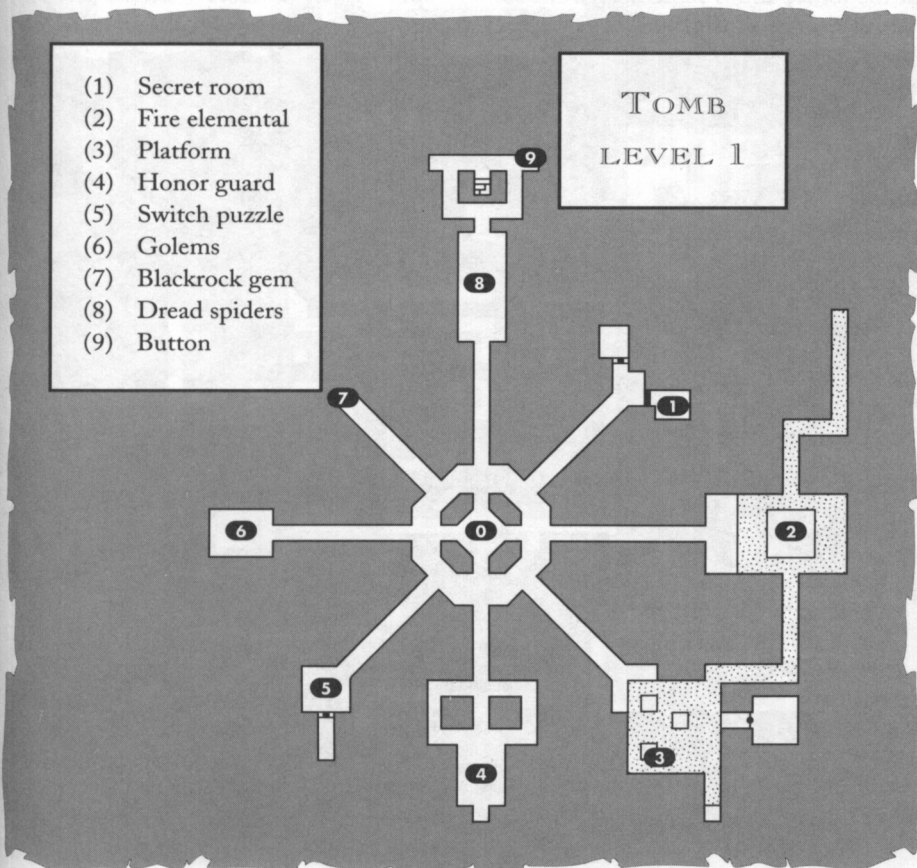 (1) Secret room
(2) Fire elemental
(3) Platform
(4) Honor guard
(5) Switch puzzle
(6) Golems
(7) Blackrock gem
(8) Dread spiders
(9) Button
TOMB
LEVEL 1
9
8
7
1
6
0
2
5
4
3